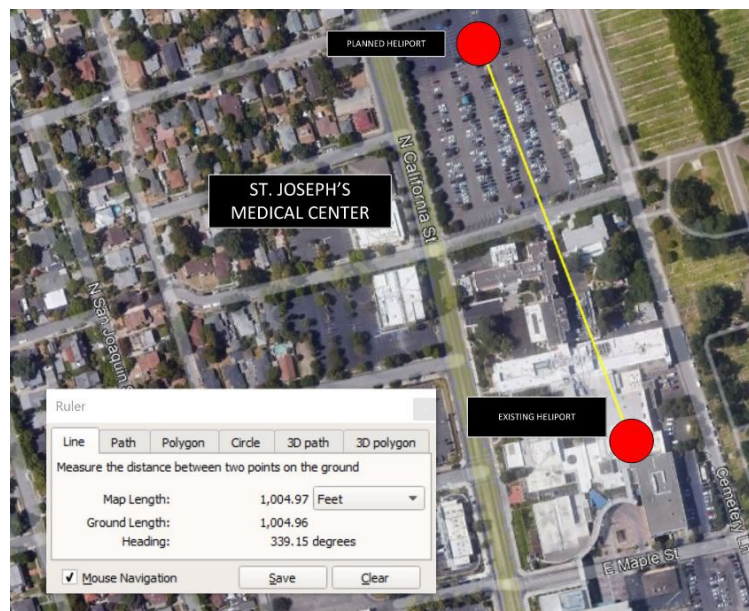 PLANNED HELIPORT
N California St
ST. JOSEPH'S
MEDICAL CENTER
N San Joaquin S
EXISTING HELIPORT
Ruler
Line Path Polygon Circle 3D path 3D polygon
Measure the distance between two points on the ground
Map Length: 1,004.97 Feet
Ground Length: 1,004.96
Heading: 339.15 degrees
Mouse Navigation Save Clear
Cemetery Ln
E Maple St